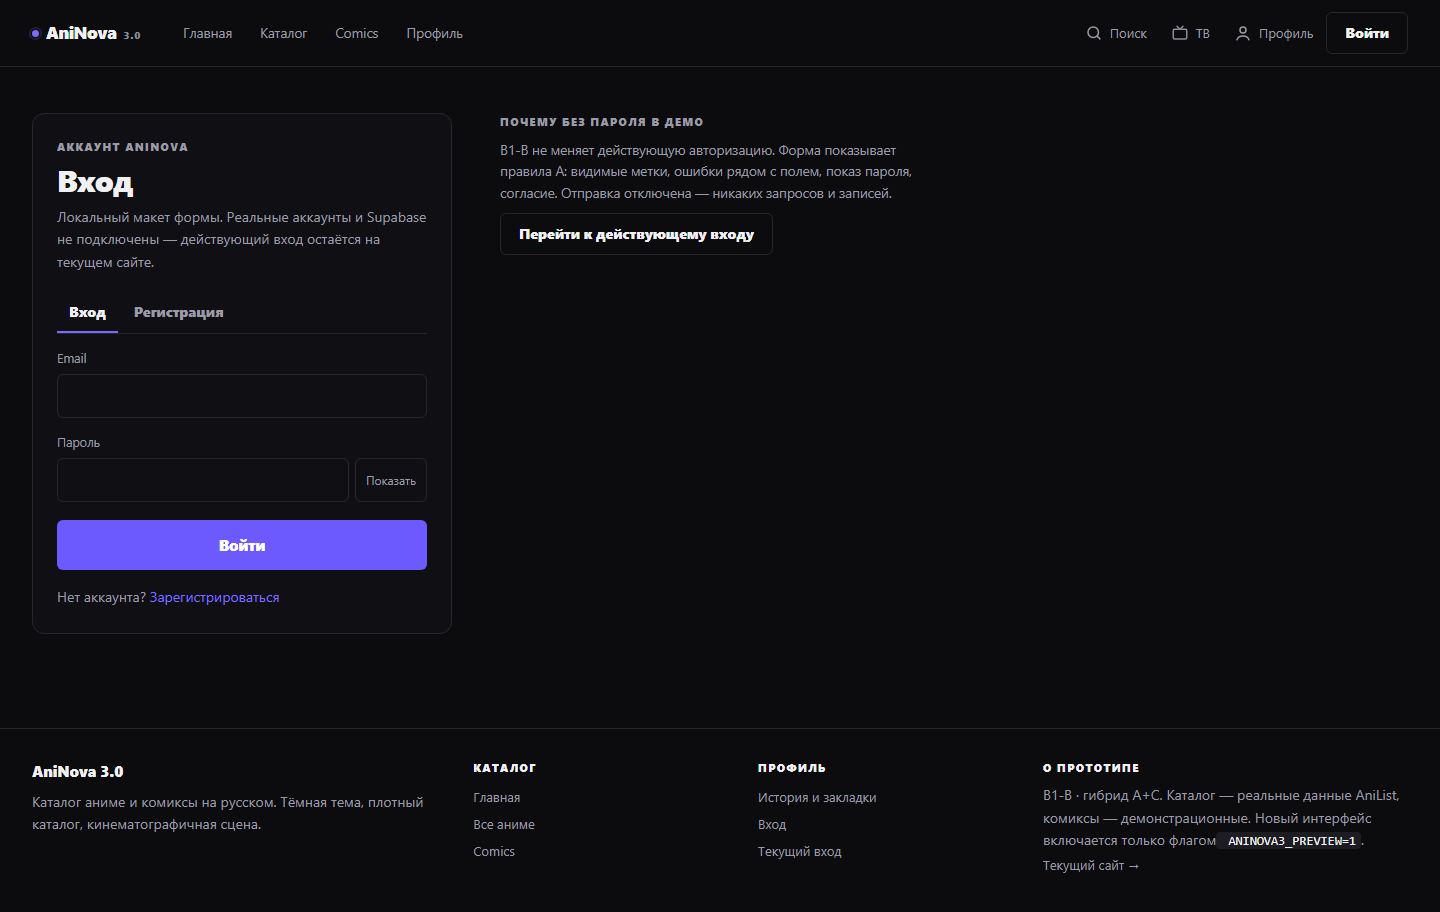 AniNova 3.0
Главная
Каталог
Comics
Профиль
Поиск
ТВ
Профиль
Войти
АККАУНТ ANINOVA
Вход
Локальный макет формы. Реальные аккаунты и Supabase
не подключены — действующий вход остаётся на
текущем сайте.
Вход
Регистрация
Email
Пароль
Показать
Войти
Нет аккаунта? Зарегистрироваться
ПОЧЕМУ БЕЗ ПАРОЛЯ В ДЕМО
B1-B не меняет действующую авторизацию. Форма показывает
правила A: видимые метки, ошибки рядом с полем, показ пароля,
согласие. Отправка отключена — никаких запросов и записей.
Перейти к действующему входу
AniNova 3.0
Каталог аниме и комиксы на русском. Тёмная тема, плотный
каталог, кинематографичная сцена.
КАТАЛОГ
Главная
Все аниме
Comics
ПРОФИЛЬ
История и закладки
Вход
Текущий вход
О ПРОТОТИПЕ
B1-B · гибрид A+C. Каталог — реальные данные AniList,
комиксы — демонстрационные. Новый интерфейс
включается только флагом ANINOVA3_PREVIEW=1.
Текущий сайт →